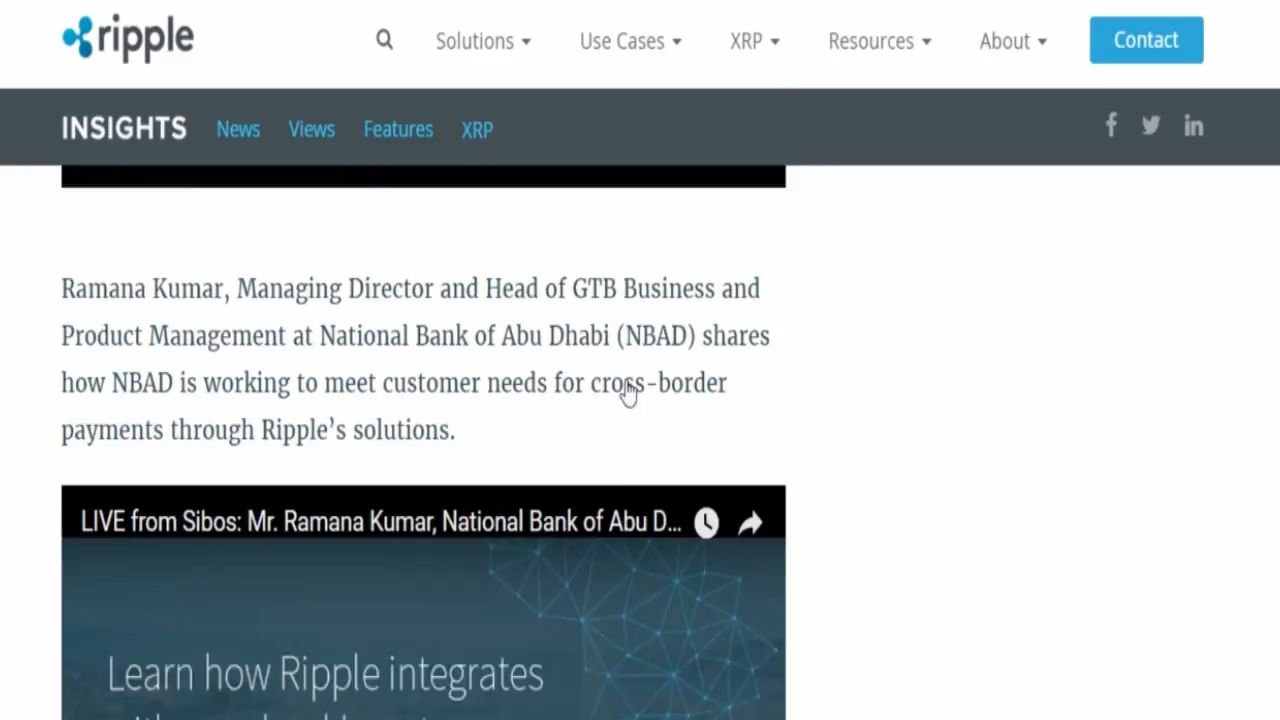 ripple
Solutions
Use Cases
XRP
Resources
About
Contact
INSIGHTS
News
Views
Features
XRP
Ramana Kumar, Managing Director and Head of GTB Business and
Product Management at National Bank of Abu Dhabi (NBAD) shares
how NBAD is working to meet customer needs for cross-border
payments through Ripple’s solutions.
LIVE from Sibos: Mr. Ramana Kumar, National Bank of Abu D...
Learn how Ripple integrates